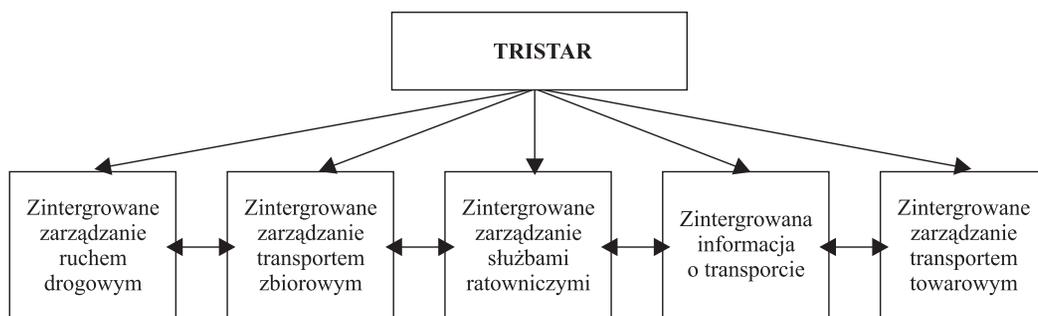 TRISTAR
Zintergrowane
zarządzanie
ruchem
drogowym
Zintergrowane
zarządzanie
transportem
zbiorowym
Zintergrowane
zarządzanie
służbami
ratowniczymi
Zintergrowana
informacja
o transporcie
Zintergrowane
zarządzanie
transportem
towarowym